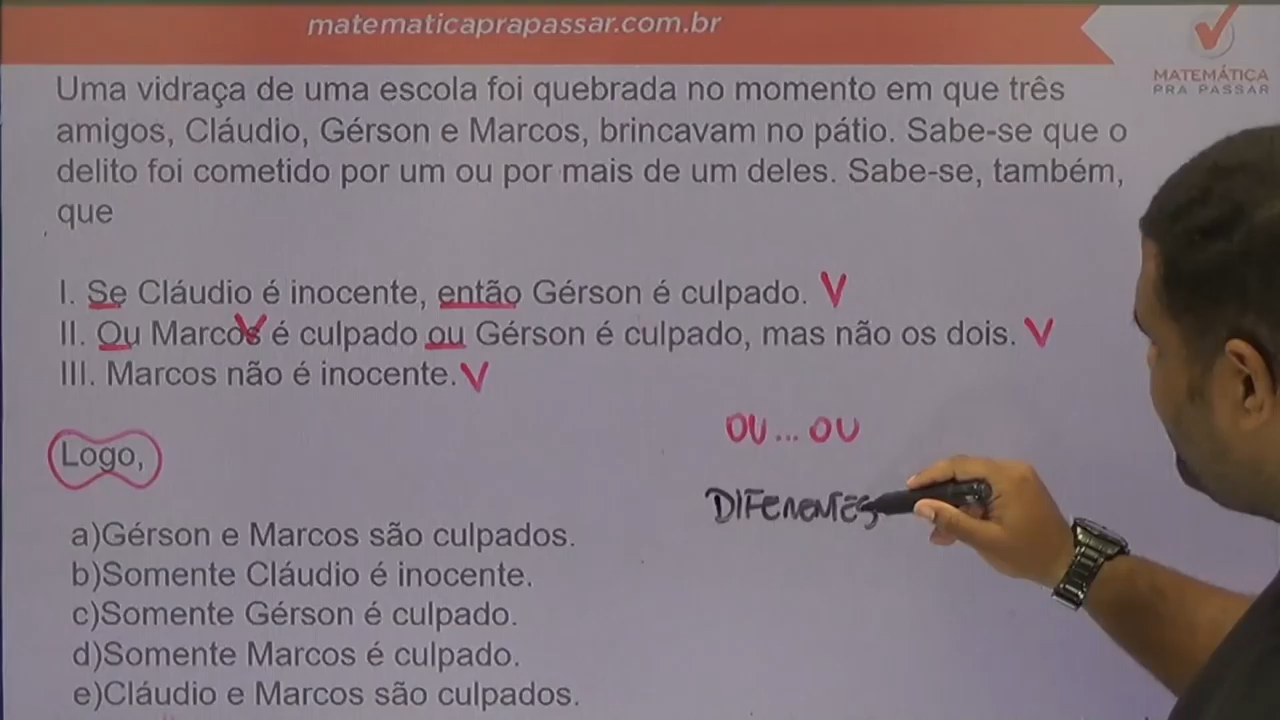 matematicaprapassar.com.br
MATEMÁTICA
PRA PASSAR
Uma vidraça de uma escola foi quebrada no momento em que três
amigos, Cláudio, Gérson e Marcos, brincavam no pátio. Sabe-se que o
delito foi cometido por um ou por mais de um deles. Sabe-se, também,
que
I. Se Cláudio é inocente, então Gérson é culpado. V
V
II. Ou Marcos é culpado ou Gérson é culpado, mas não os dois. V
III. Marcos não é inocente. V
OU... OU
Logo,
DIFERENTES
a)Gérson e Marcos são culpados.
b)Somente Cláudio é inocente.
c)Somente Gérson é culpado.
d)Somente Marcos é culpado.
e)Cláudio e Marcos são culpados.